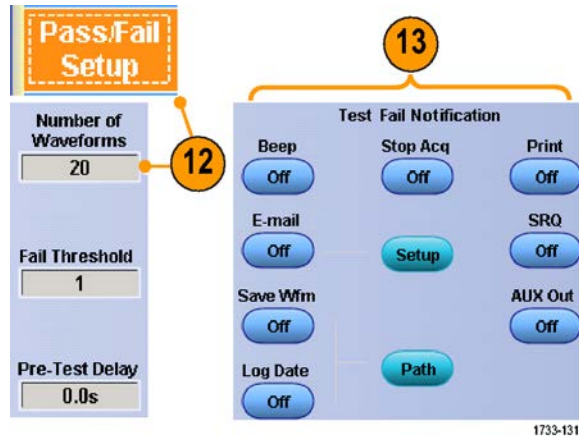 Pass/Fail
Setup
12
Number of
Waveforms
20
Fail Threshold
1
Pre-Test Delay
0.0s
13
Test Fail Notification
Beep
Off
Stop Acq
Off
Print
Off
E-mail
Off
Setup
SRQ
Off
Save Wfm
Off
AUX Out
Off
Log Date
Off
Path
1733-131